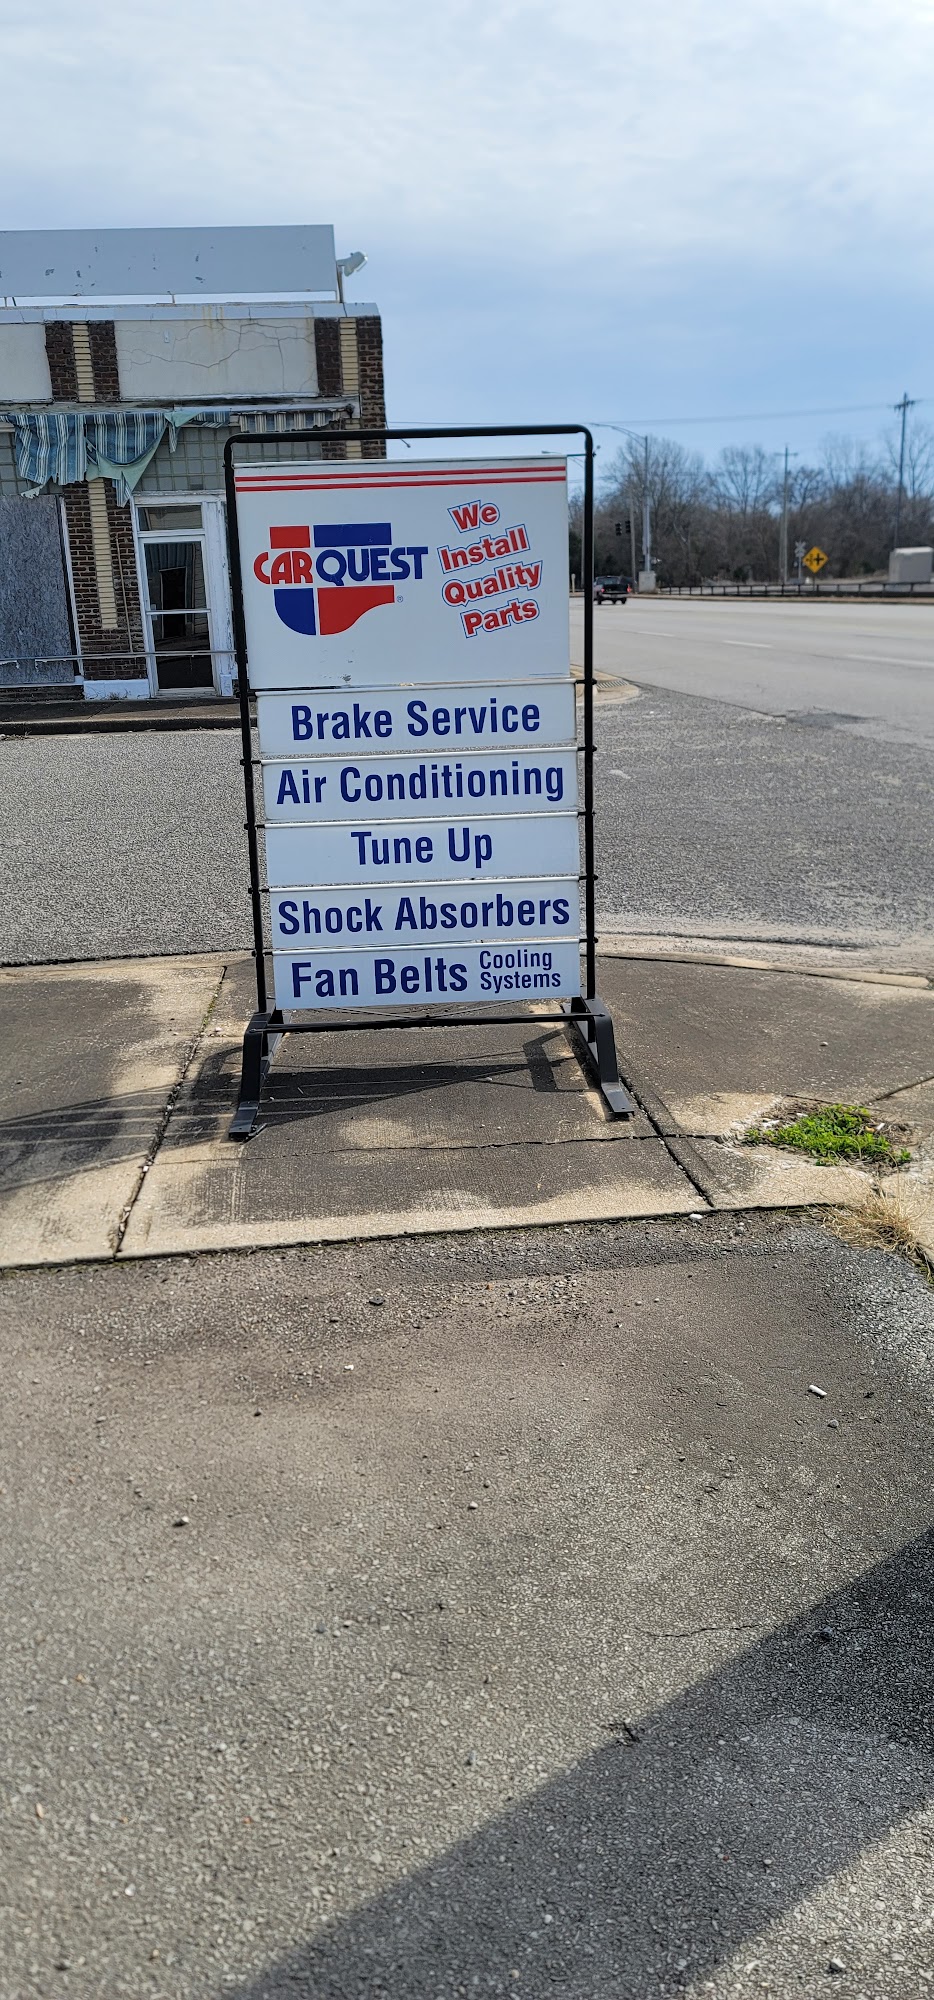 CARQUEST
We
Install
Quality
Parts
Brake Service
Air Conditioning
Tune Up
Shock Absorbers
Fan Belts Cooling
Systems